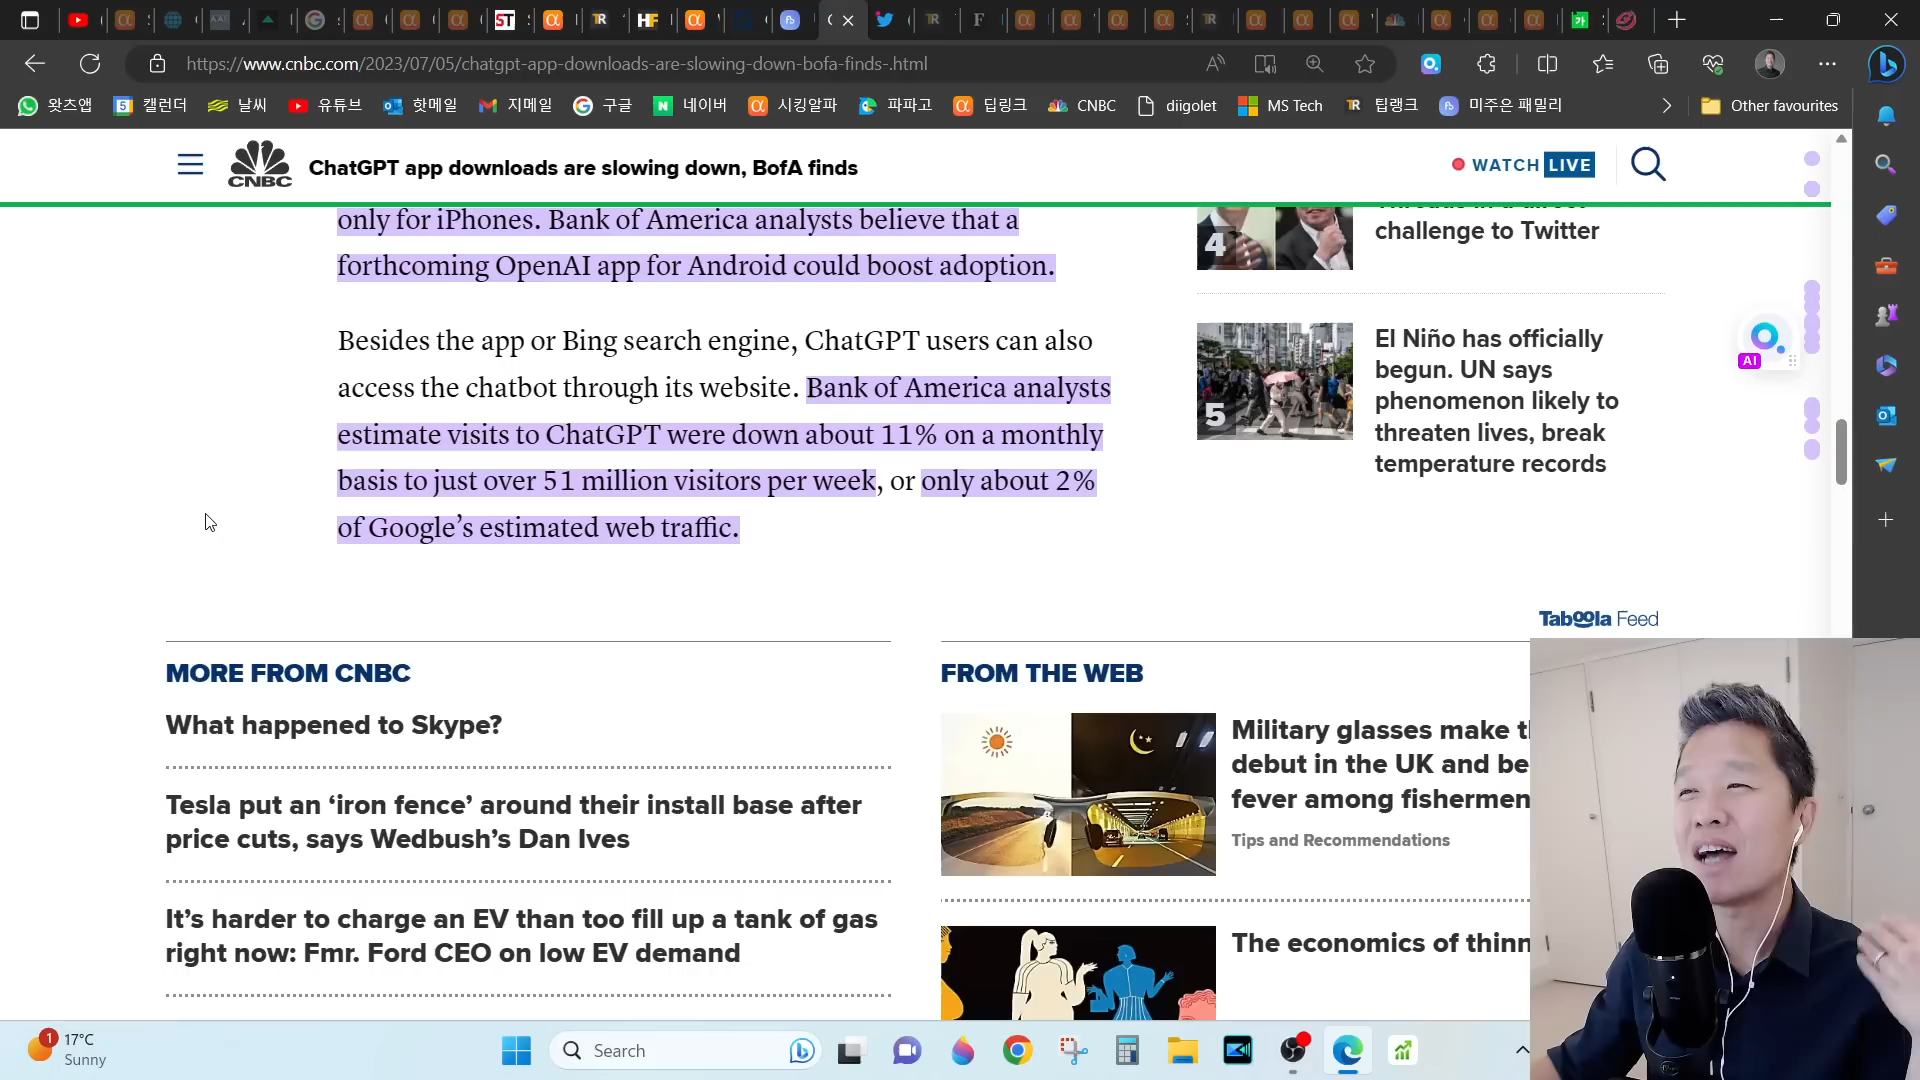 https://www.cnbc.com/2023/07/05/chatgpt-app-downloads-are-slowing-down-bofa-finds-.html
왓츠앱
캘린더
날씨
유튜브
핫메일
지메일
구글
네이버
시킹알파
파파고
딥링크
CNBC
diigolet
MS Tech
팁랭크
미주은 패밀리
Other favourites
CNBC
ChatGPT app downloads are slowing down, BofA finds
WATCH LIVE
only for iPhones. Bank of America analysts believe that a
forthcoming OpenAI app for Android could boost adoption.
Besides the app or Bing search engine, ChatGPT users can also
access the chatbot through its website. Bank of America analysts
estimate visits to ChatGPT were down about 11% on a monthly
basis to just over 51 million visitors per week, or only about 2%
of Google’s estimated web traffic.
4
challenge to Twitter
5
El Niño has officially
begun. UN says
phenomenon likely to
threaten lives, break
temperature records
AI
Taboola Feed
MORE FROM CNBC
What happened to Skype?
Tesla put an ‘iron fence’ around their install base after
price cuts, says Wedbush’s Dan Ives
It’s harder to charge an EV than too fill up a tank of gas
right now: Fmr. Ford CEO on low EV demand
FROM THE WEB
Military glasses make
debut in the UK and be
fever among fishermen
Tips and Recommendations
The economics of thinn
1
17°C
Sunny
Search